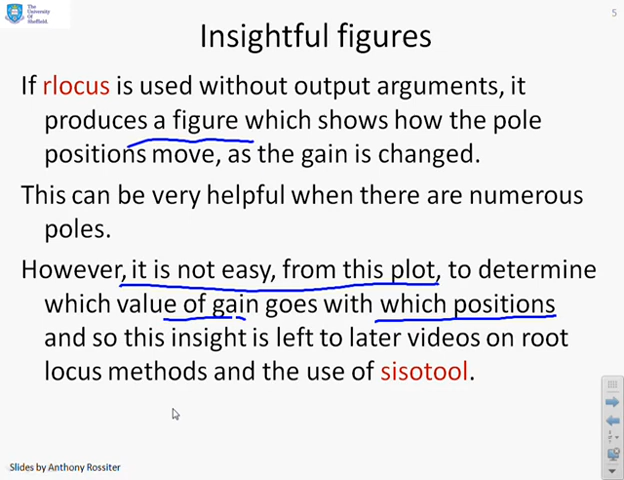 The
University
Of
Sheffield.
5
Insightful figures
If rlocus is used without output arguments, it
produces a figure which shows how the pole
positions move, as the gain is changed.
This can be very helpful when there are numerous
poles.
However, it is not easy, from this plot, to determine
which value of gain goes with which positions
and so this insight is left to later videos on root
locus methods and the use of sisotool.
Slides by Anthony Rossiter